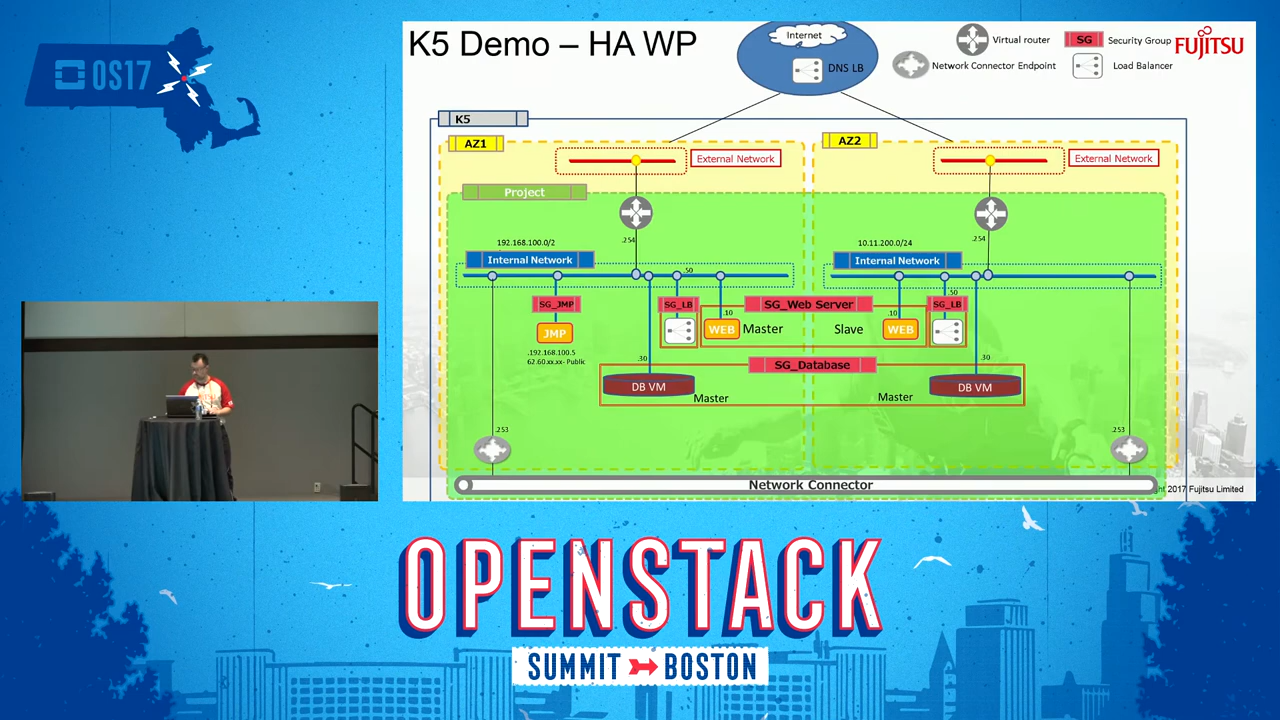 OS17
K5 Demo – HA WP
Internet
DNS LB
Virtual router
SG
Security Group
FUJITSU
Network Connector Endpoint
Load Balancer
K5
AZ1
AZ2
External Network
External Network
Project
.254
.254
192.168.100.0/2
10.11.200.0/24
Internal Network
Internal Network
.50
.50
SG_JMP
SG_LB
SG_Web Server
SG_LB
.10
.10
JMP
WEB
Master
Slave
WEB
.192.168.100.5
62.60.xx.xx- Public
.30
.30
SG_Database
DB VM
DB VM
Master
Master
.253
.253
Network Connector
ht 2017 Fujitsu Limited
OPENSTACK
SUMMIT BOSTON